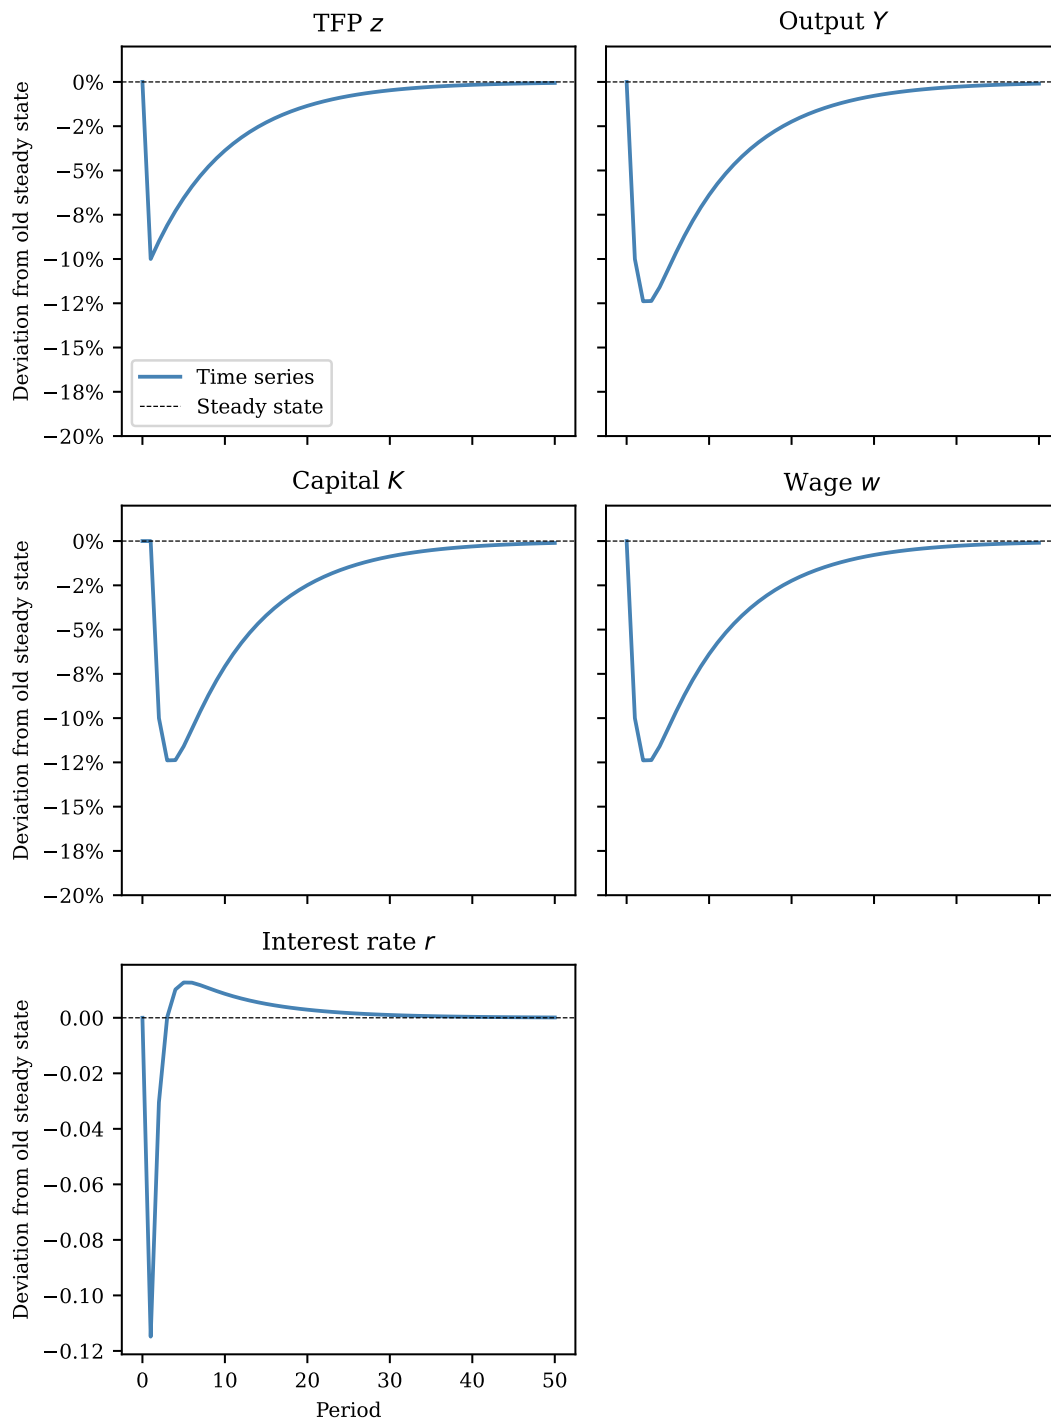 TFP z
Output Y
Deviation from old steady state
0%
−2%
−5%
−8%
−10%
−12%
−15%
−18%
−20%
Time series
Steady state
Capital K
Wage w
Deviation from old steady state
0%
−2%
−5%
−8%
−10%
−12%
−15%
−18%
−20%
Interest rate r
Deviation from old steady state
0.00
−0.02
−0.04
−0.06
−0.08
−0.10
−0.12
0 10 20 30 40 50
Period